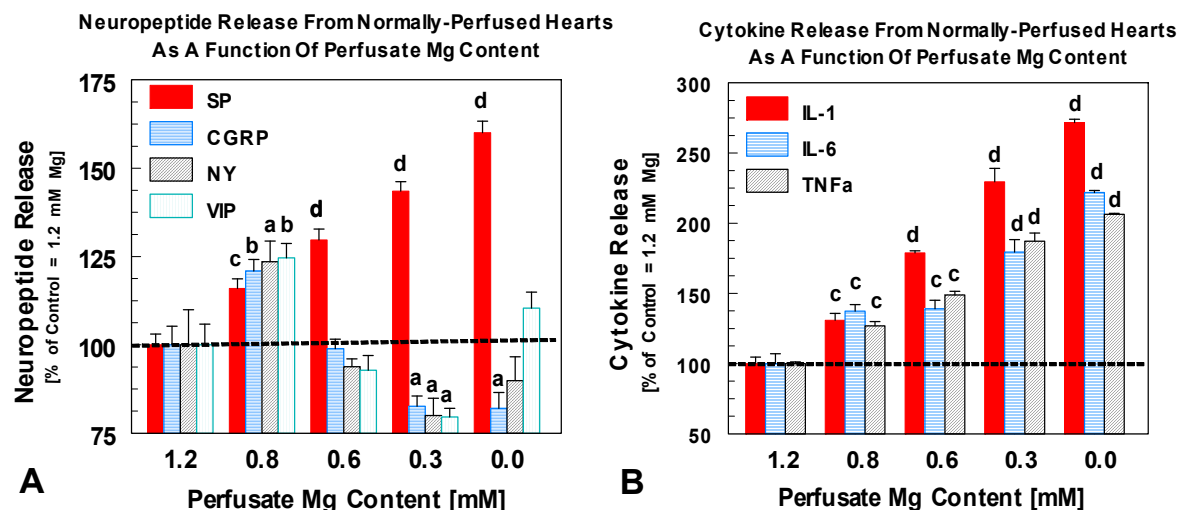 Neuropeptide Release From Normally-Perfused Hearts
As A Function Of Perfusate Mg Content
Neuropeptide Release
[% of Control = 1.2 mM Mg]
175
150
125
100
75
SP
CGRP
NY
VIP
c b a b
d
d
a a a
d
a
1.2 0.8 0.6 0.3 0.0
Perfusate Mg Content [mM]
A
Cytokine Release From Normally-Perfused Hearts
As A Function Of Perfusate Mg Content
Cytokine Release
[% of Control = 1.2 mM Mg]
300
250
200
150
100
50
IL-1
IL-6
TNFa
c c c
d c c
d d d
d d d
1.2 0.8 0.6 0.3 0.0
Perfusate Mg Content [mM]
B